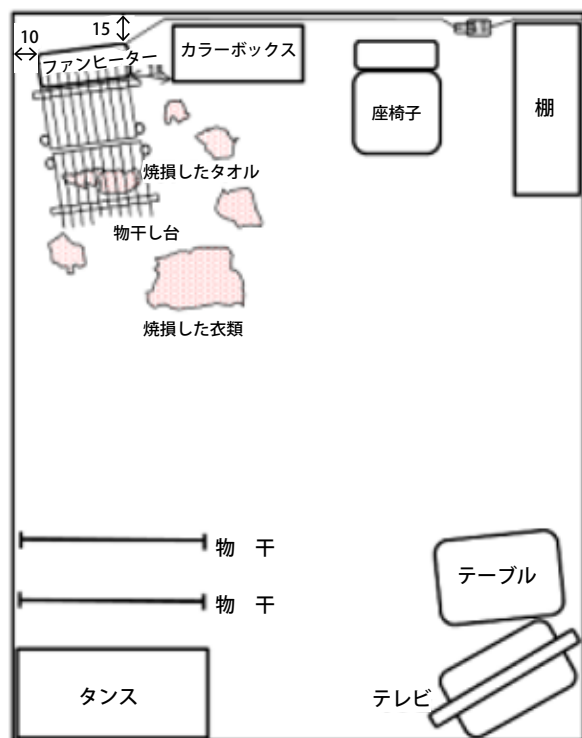 15
10
カラーボックス
ファンヒーター
座椅子
棚
焼損したタオル
物干し台
焼損した衣類
物　干
テーブル
物　干
タンス
テレビ